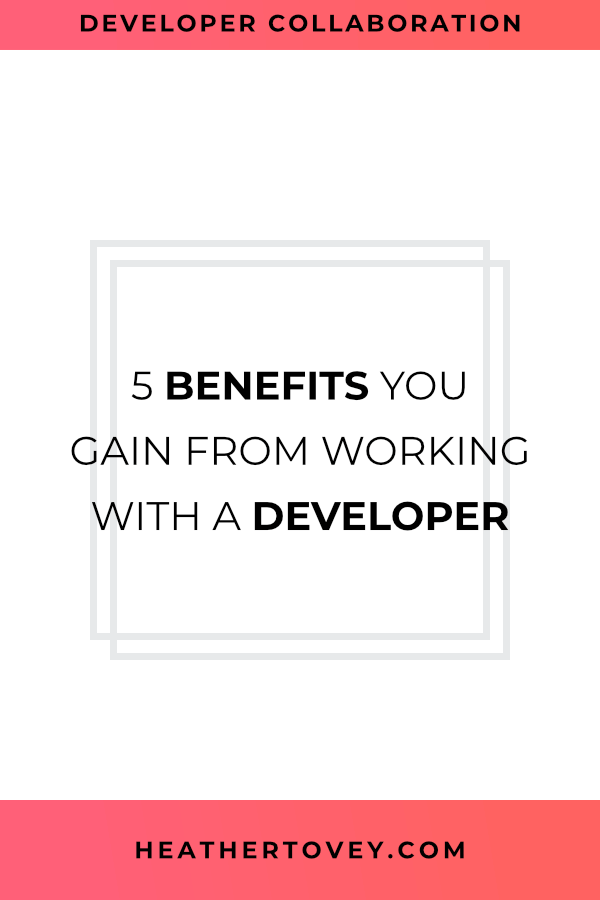 DEVELOPER COLLABORATION
5 BENEFITS YOU
GAIN FROM WORKING
WITH A DEVELOPER
HEATHERTOVEY.COM